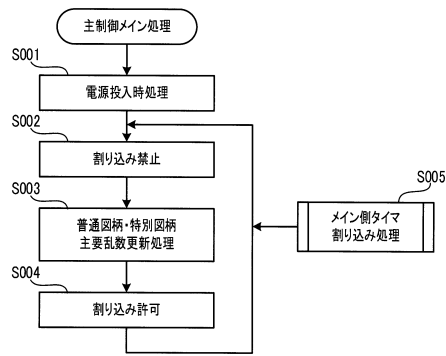 主制御メイン処理
S001
電源投入時処理
S002
割り込み禁止
S003
普通図柄・特別図柄
主要乱数更新処理
S004
割り込み許可
S005
メイン側タイマ
割り込み処理